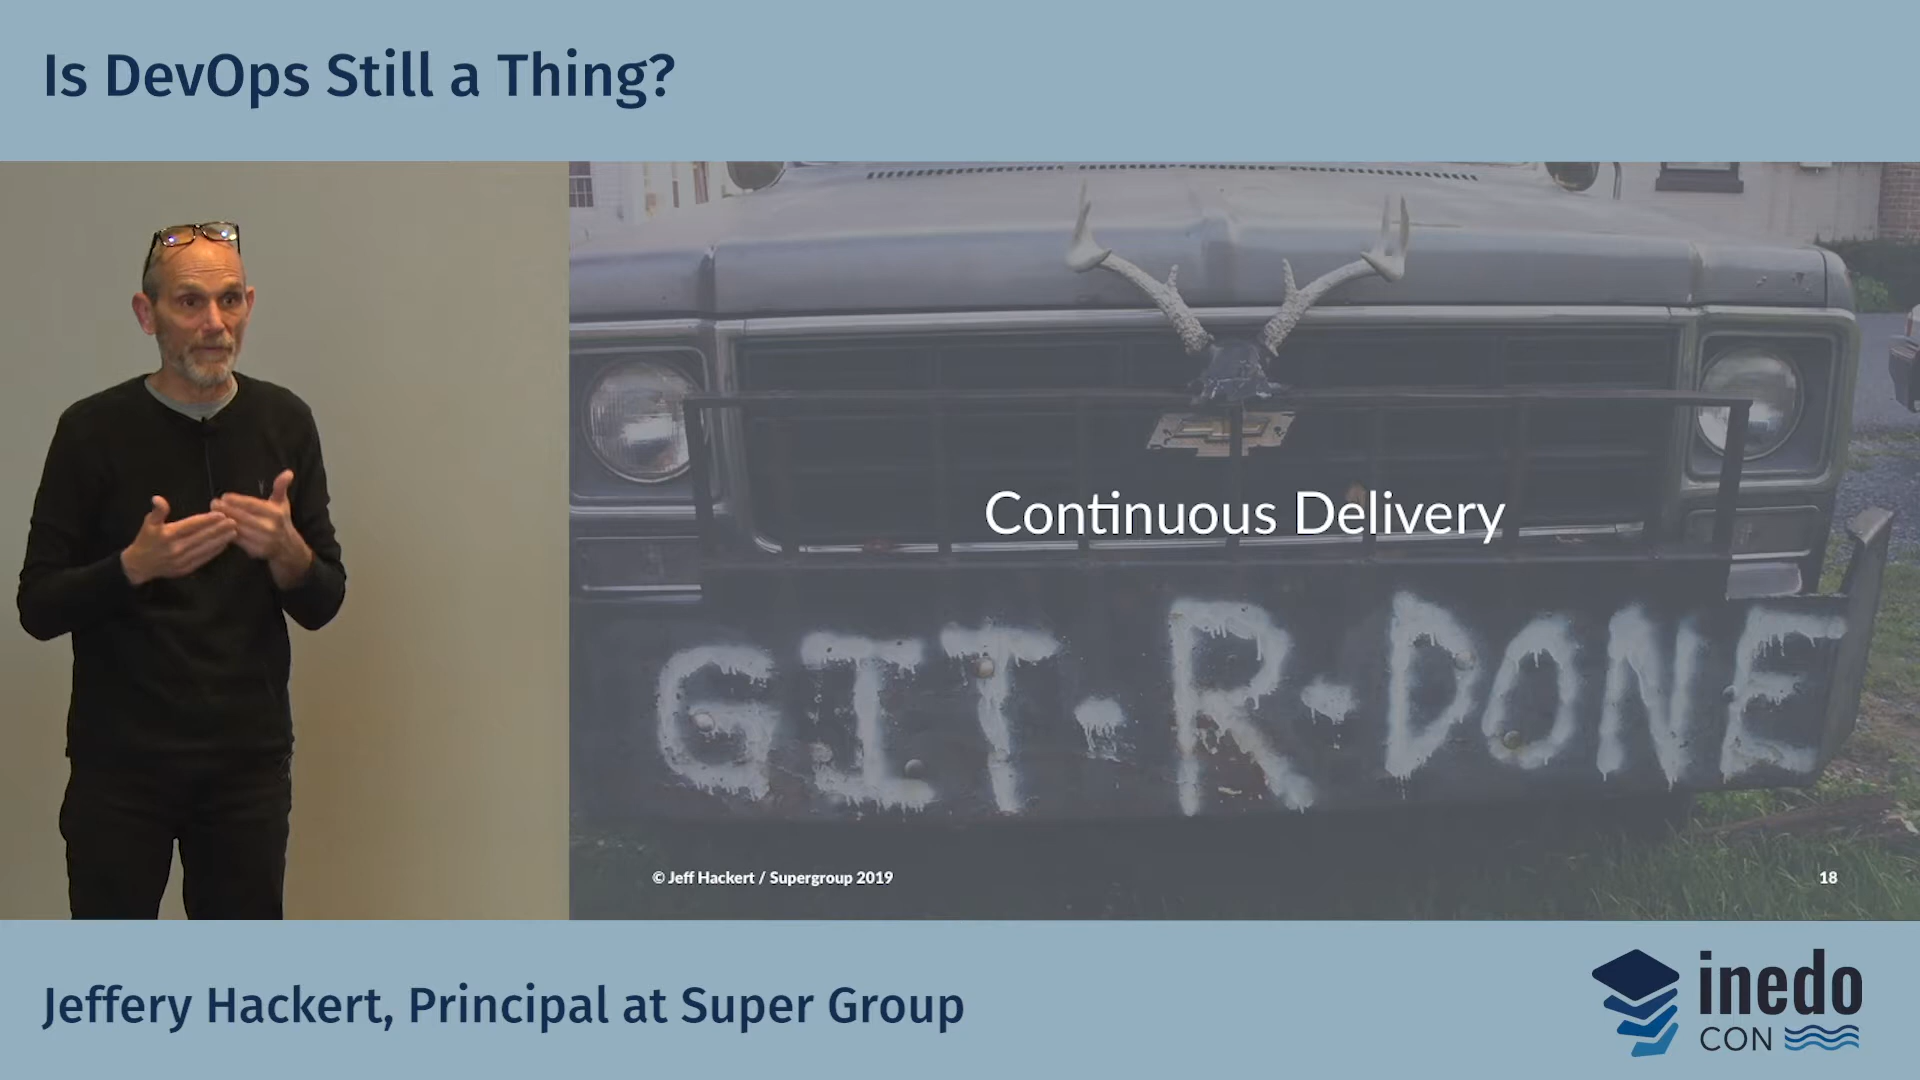 Is DevOps Still a Thing?
Continuous Delivery
GIT-R-DONE
© Jeff Hackert / Supergroup 2019
18
Jeffery Hackert, Principal at Super Group
inedo
CON